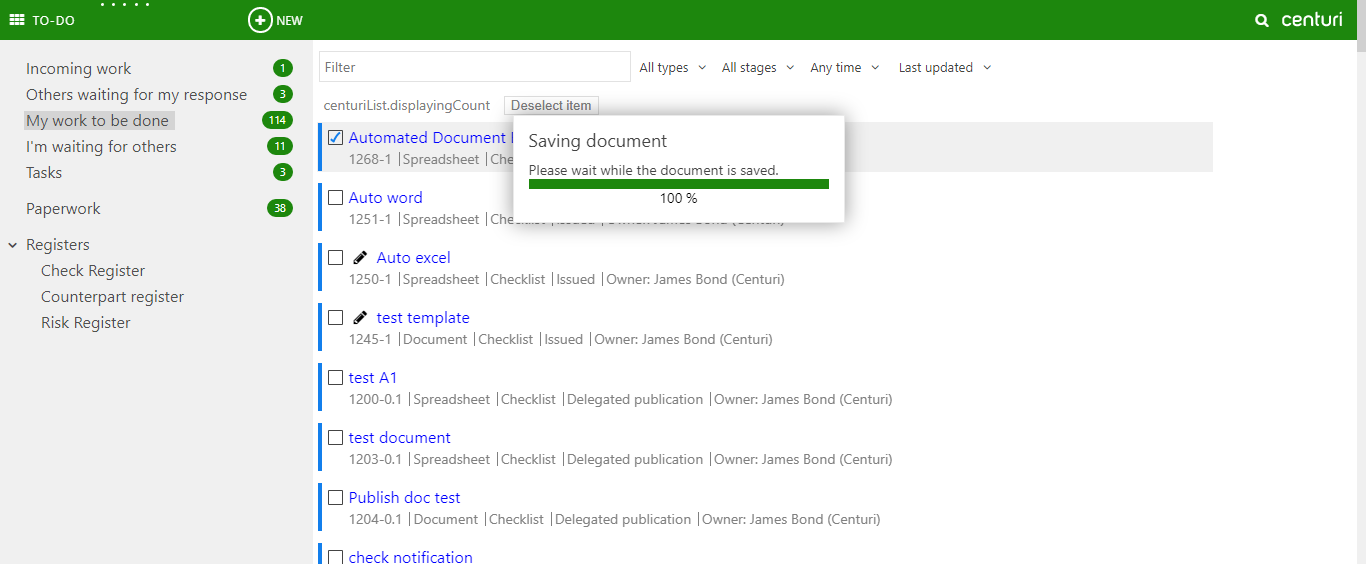 TO-DO
NEW
centuri
Incoming work 1
Others waiting for my response 3
My work to be done 114
I'm waiting for others 11
Tasks 3
Paperwork 38
Registers
Check Register
Counterpart register
Risk Register
Filter
All types
All stages
Any time
Last updated
centuriList.displayingCount
Deselect item
Automated Document
1268-1 |Spreadsheet |Che
Saving document
Please wait while the document is saved.
100 %
Auto word
1251-1 |Spreadsheet |Checklist |Issued |Owner: James Bond (Centuri)
Auto excel
1250-1 |Spreadsheet |Checklist |Issued |Owner: James Bond (Centuri)
test template
1245-1 |Document |Checklist |Issued |Owner: James Bond (Centuri)
test A1
1200-0.1 |Spreadsheet |Checklist |Delegated publication |Owner: James Bond (Centuri)
test document
1203-0.1 |Spreadsheet |Checklist |Delegated publication |Owner: James Bond (Centuri)
Publish doc test
1204-0.1 |Document |Checklist |Delegated publication |Owner: James Bond (Centuri)
check notification